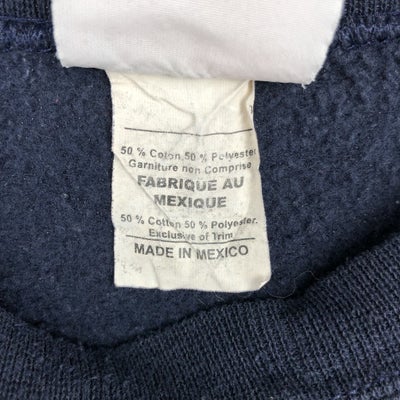 50 % Coton 50 % Polyester
Garniture non Comprise
FABRIQUE AU
MEXIQUE
50 % Cotton 50 % Polyester.
Exclusive of Trim
MADE IN MEXICO